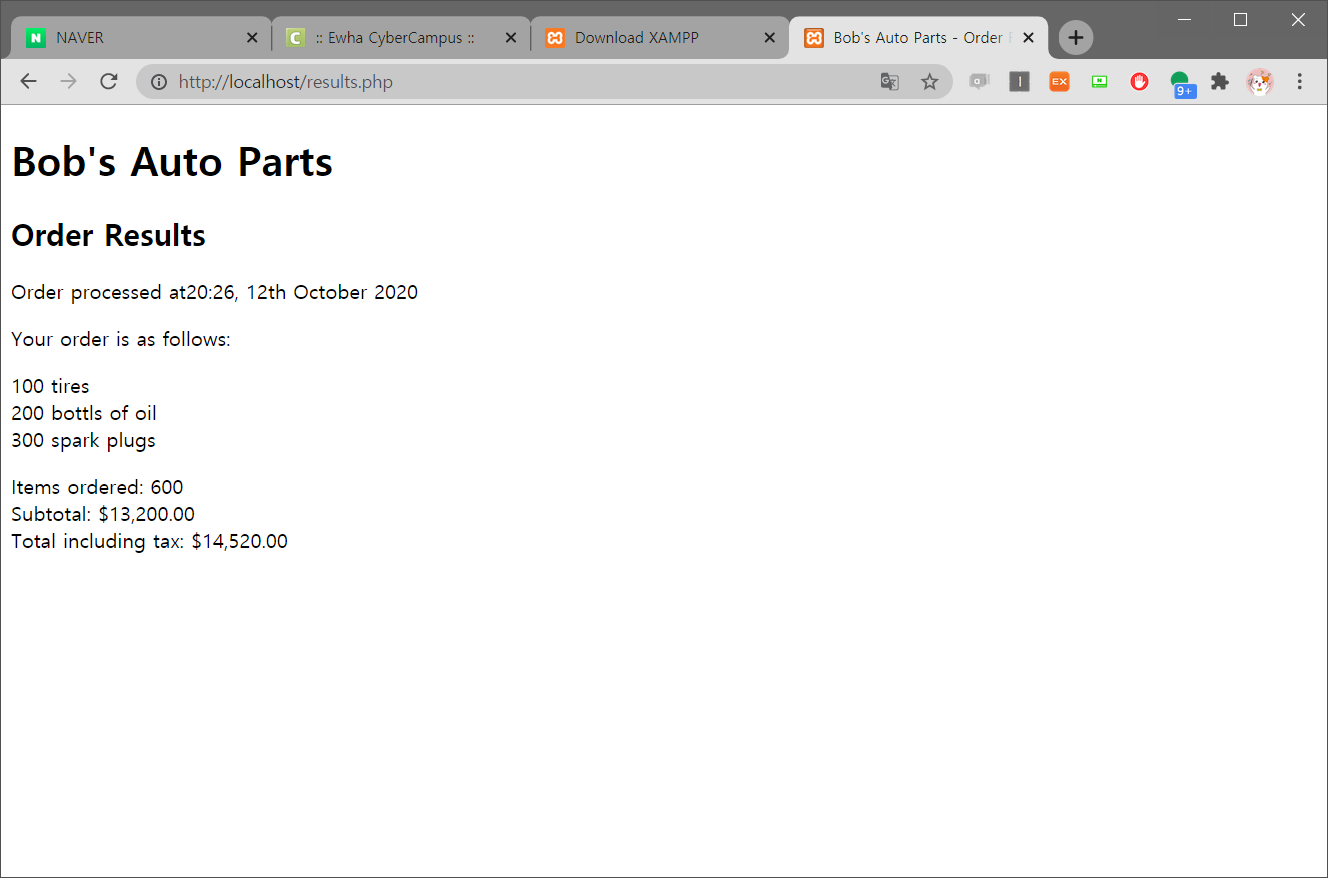 NAVER
:: Ewha CyberCampus ::
Download XAMPP
Bob's Auto Parts - Order
http://localhost/results.php
EX
9+
Bob's Auto Parts
Order Results
Order processed at20:26, 12th October 2020
Your order is as follows:
100 tires
200 bottls of oil
300 spark plugs
Items ordered: 600
Subtotal: $13,200.00
Total including tax: $14,520.00